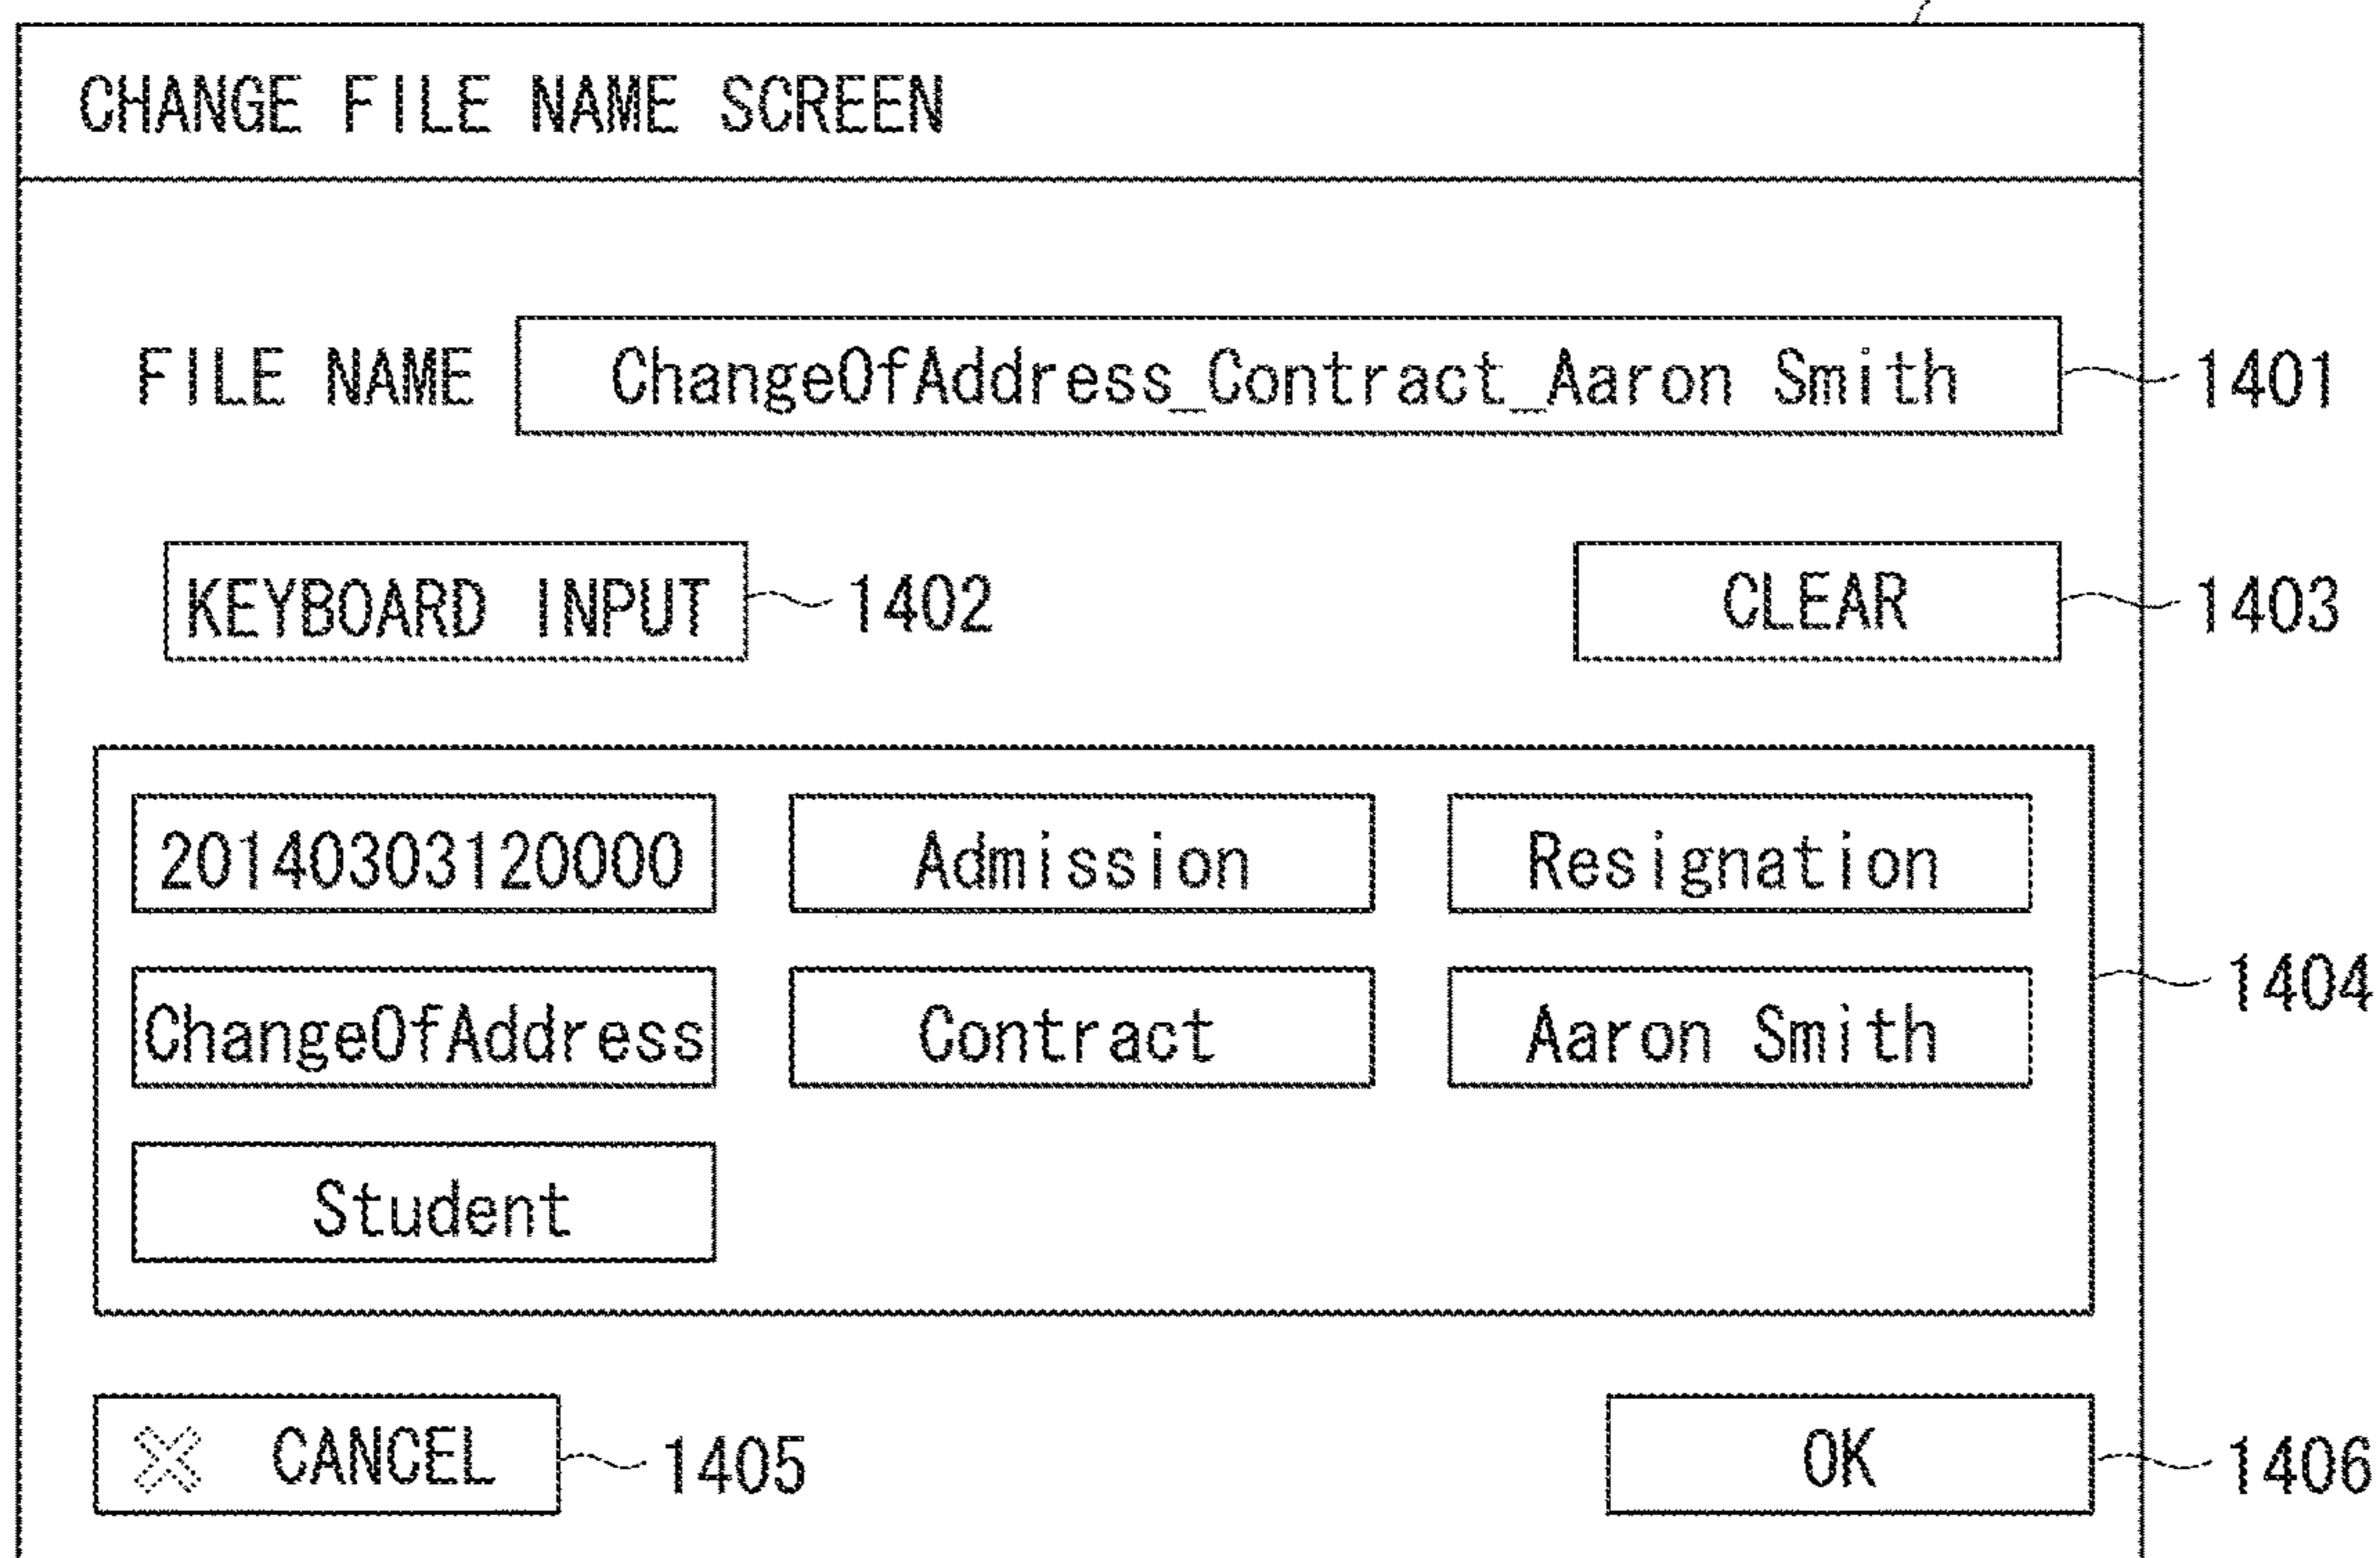 CHANGE FILE NAME SCREEN
FILE NAME ChangeOfAddress_Contract_Aaron Smith 1401
KEYBOARD INPUT 1402 CLEAR 1403
20140303120000 Admission Resignation
1404
ChangeOfAddress Contract Aaron Smith
Student
CANCEL 1405 OK 1406